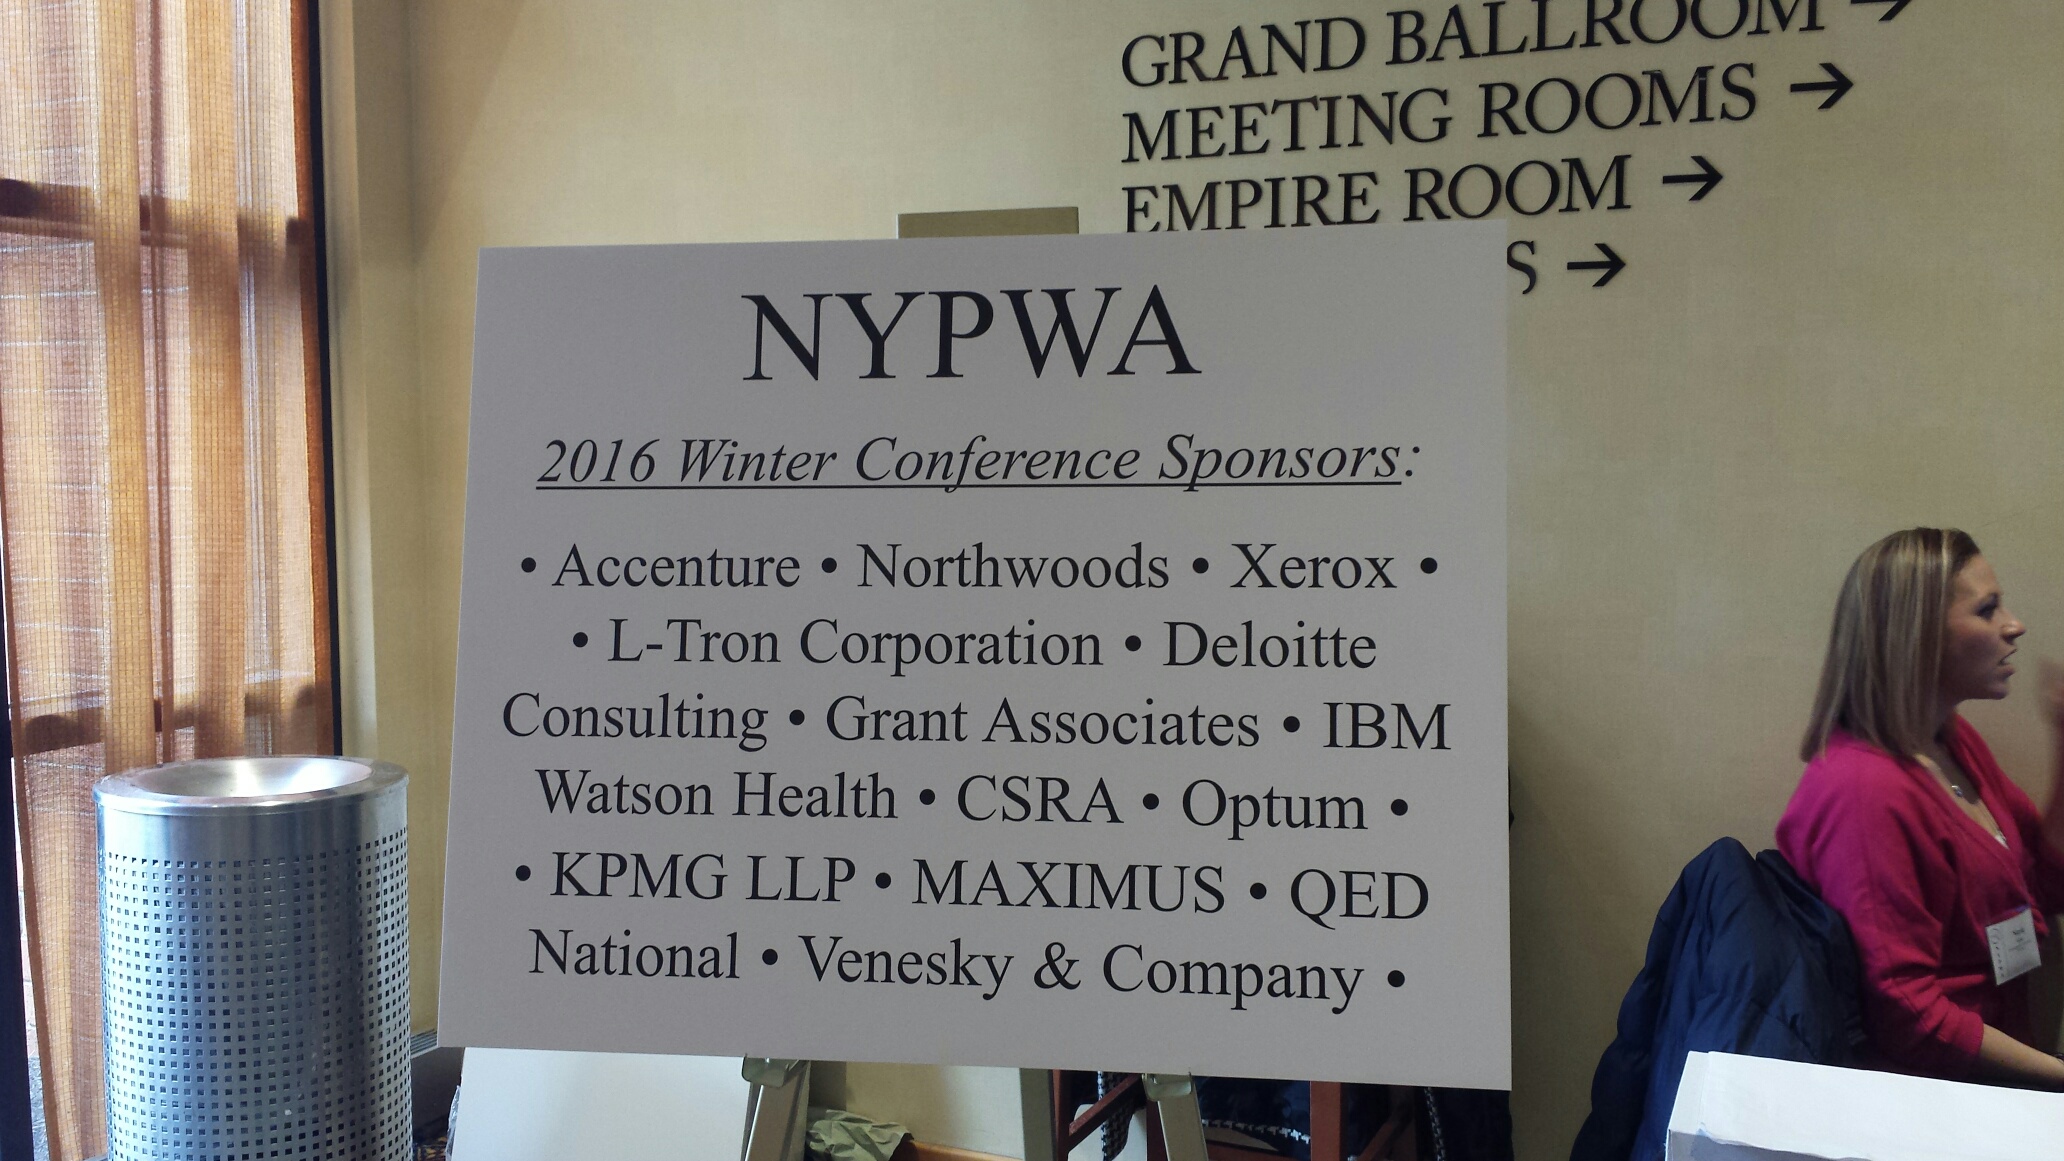 GRAND BALLROOM →
MEETING ROOMS →
EMPIRE ROOM →
S →
NYPWA
2016 Winter Conference Sponsors:
• Accenture • Northwoods • Xerox •
• L-Tron Corporation • Deloitte
Consulting • Grant Associates • IBM
Watson Health • CSRA • Optum •
• KPMG LLP • MAXIMUS • QED
National • Venesky & Company •